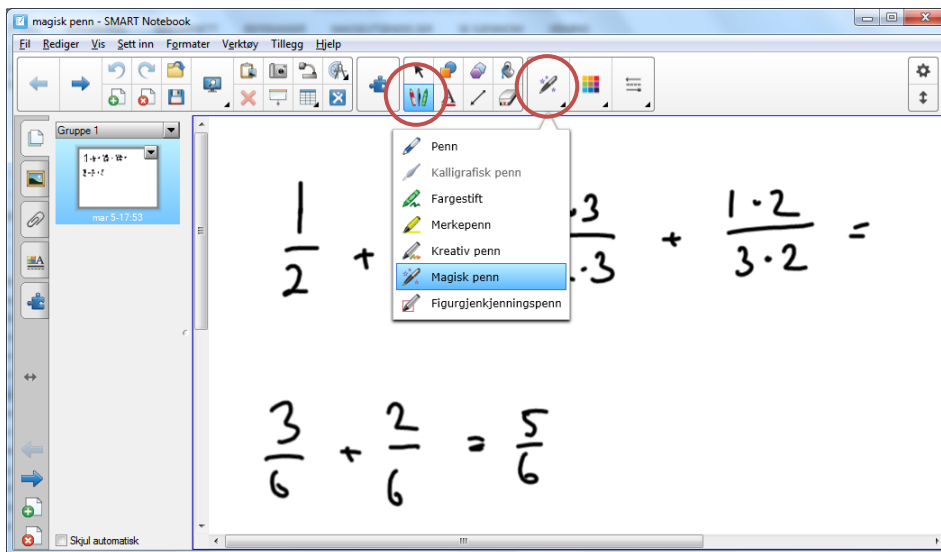 magisk penn - SMART Notebook
Fil Rediger Vis Sett inn Formater Verktøy Tillegg Hjelp
Gruppe 1
mar 5-17:53
Penn
Kalligrafisk penn
Fargestift
Merkepenn
Kreativ penn
Magisk penn
Figurgjenkjenningspenn
1 ·3 1·2
2 + .·3 + 3·2 =
3 2 5
6 + 6 = 6
Skjul automatisk